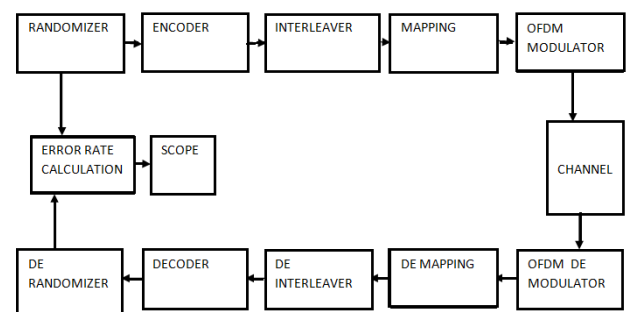 RANDOMIZER
ENCODER
INTERLEAVER
MAPPING
OFDM
MODULATOR
ERROR RATE
CALCULATION
SCOPE
CHANNEL
DE
RANDOMIZER
DECODER
DE
INTERLEAVER
DE MAPPING
OFDM DE
MODULATOR